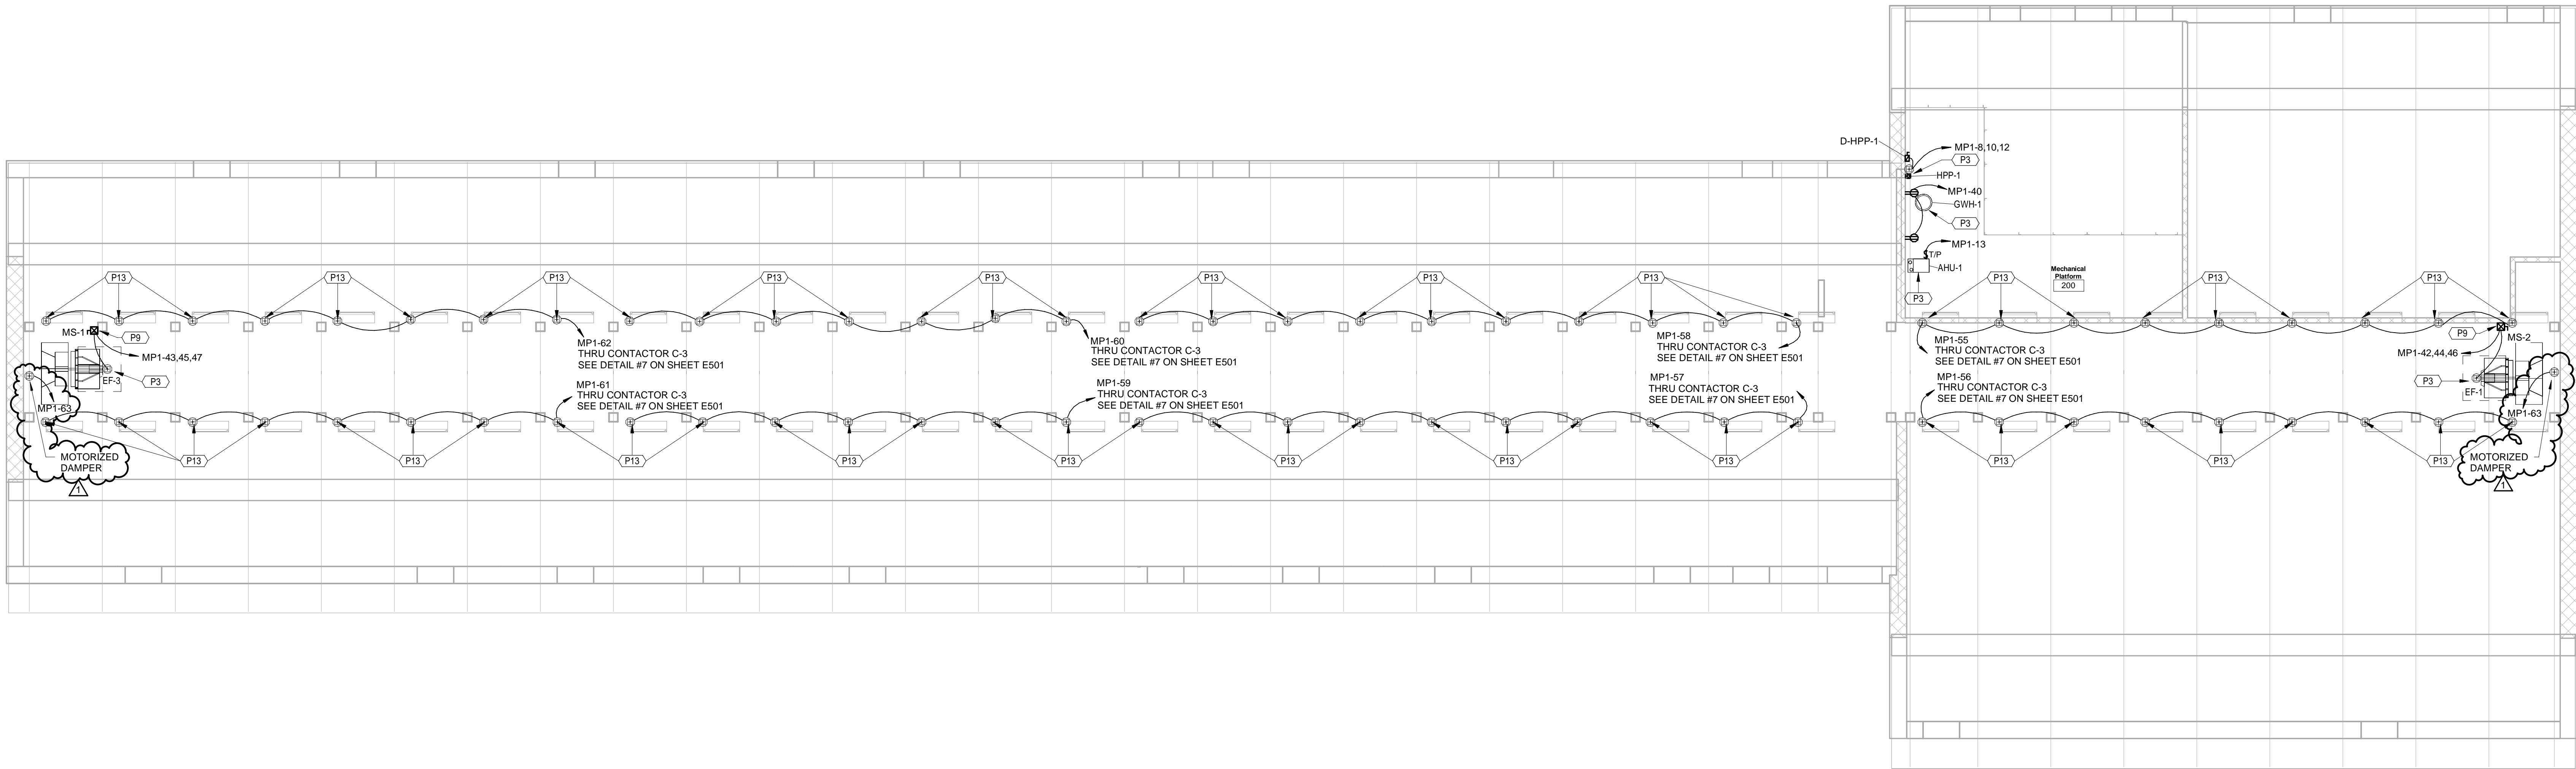 D-HPP-1
MP1-8,10,12
P3
HPP-1
MP1-40
GWH-1
P3
MP1-13
T/P
AHU-1
P3
Mechanical
Platform
200
P13
P13
P13
P13
P13
P13
P13
P13
P13
P13
P13
MS-1
P9
MP1-43,45,47
EF-3
P3
MP1-63
MOTORIZED
DAMPER
1
MP1-62
THRU CONTACTOR C-3
SEE DETAIL #7 ON SHEET E501
MP1-61
THRU CONTACTOR C-3
SEE DETAIL #7 ON SHEET E501
MP1-60
THRU CONTACTOR C-3
SEE DETAIL #7 ON SHEET E501
MP1-59
THRU CONTACTOR C-3
SEE DETAIL #7 ON SHEET E501
MP1-58
THRU CONTACTOR C-3
SEE DETAIL #7 ON SHEET E501
MP1-57
THRU CONTACTOR C-3
SEE DETAIL #7 ON SHEET E501
MP1-55
THRU CONTACTOR C-3
SEE DETAIL #7 ON SHEET E501
MP1-56
THRU CONTACTOR C-3
SEE DETAIL #7 ON SHEET E501
P9
MS-2
MP1-42,44,46
P3
EF-1
MP1-63
MOTORIZED
DAMPER
1
P13
P13
P13
P13
P13
P13
P13
P13
P13
P13
P13